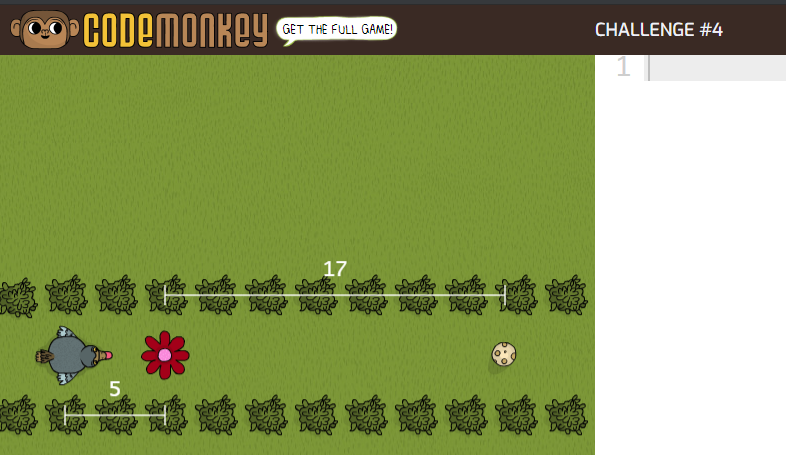 CODEMONKEY
GET THE FULL GAME!
CHALLENGE #4
1
17
5